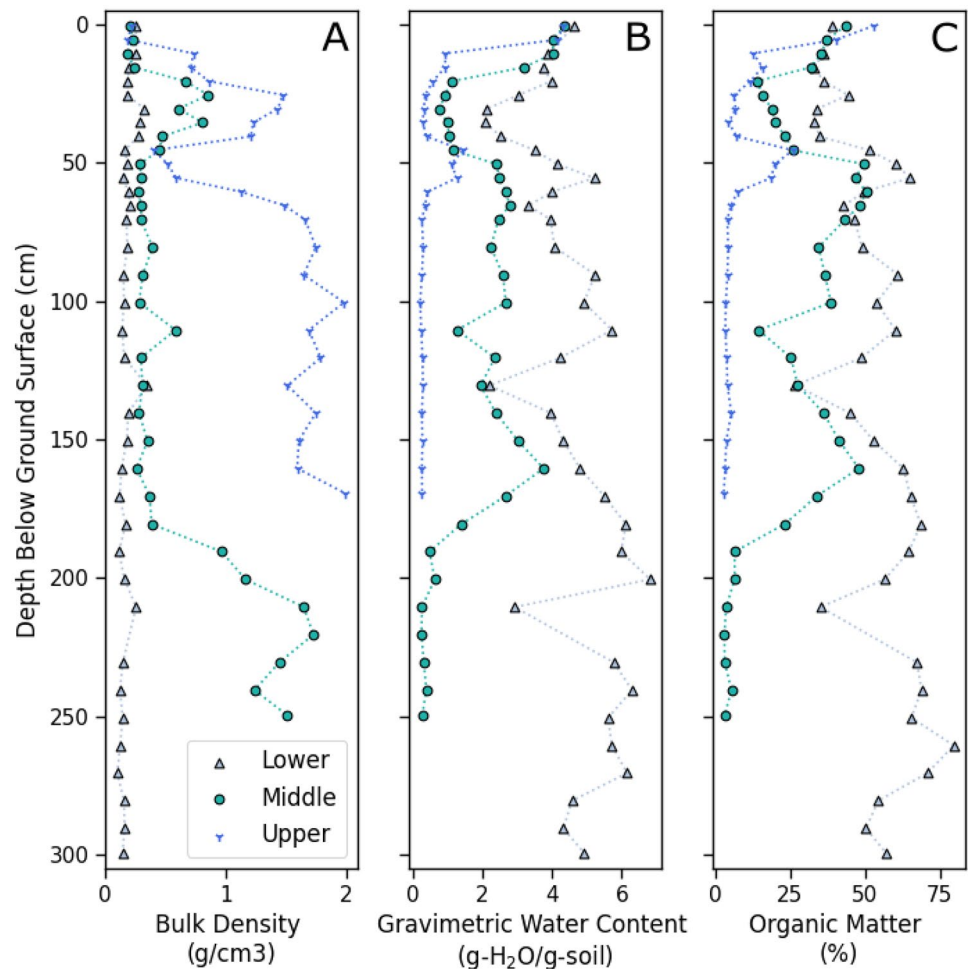 A
B
C
0
50
100
150
200
250
300
Depth Below Ground Surface (cm)
Lower
Middle
Upper
0 1 2
0 2 4 6
0 25 50 75
Bulk Density
(g/cm3)
Gravimetric Water Content
(g-H₂O/g-soil)
Organic Matter
(%)